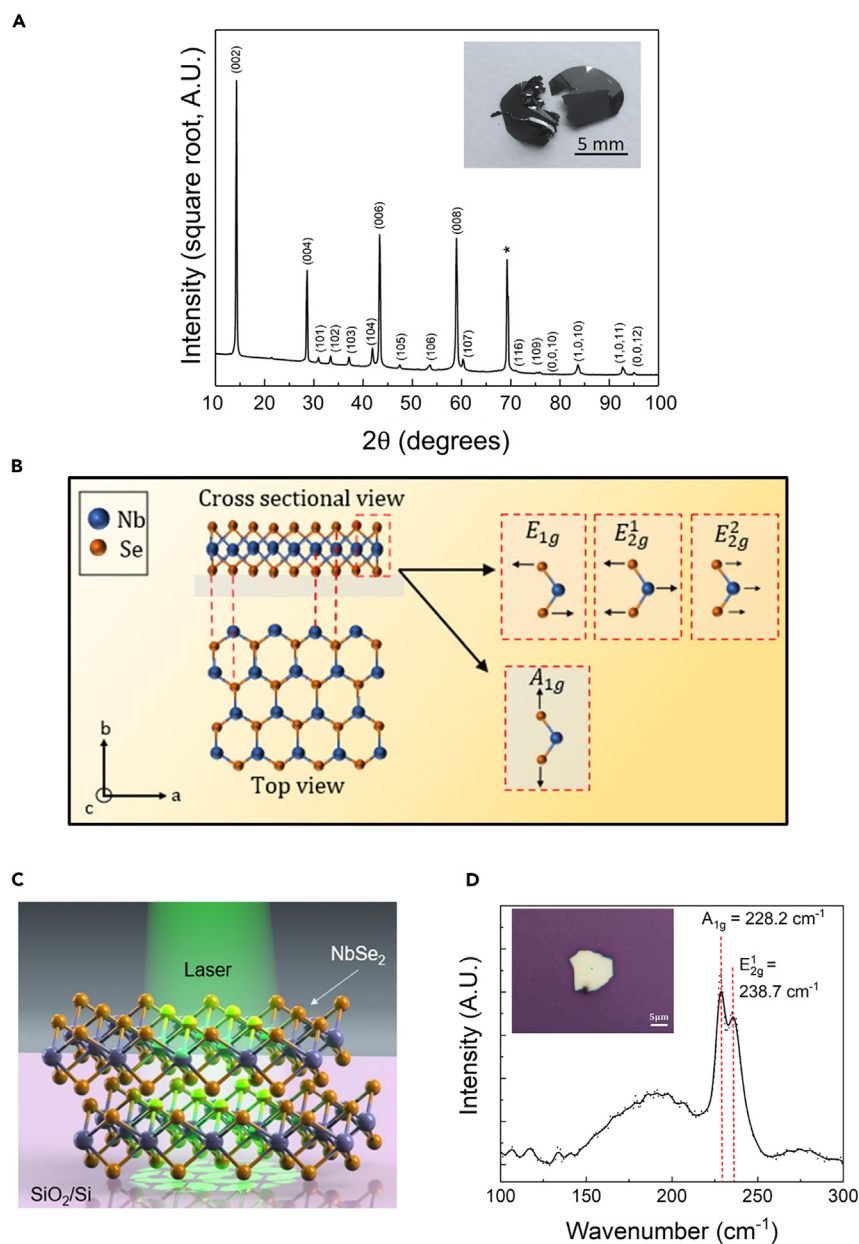 A
Intensity (square root, A.U.)
(002)
(004)
(101)
(102)
(103)
(104)
(006)
(105)
(106)
(008)
(107)
*
(116)
(109)
(0,0,10)
(1,0,10)
(1,0,11)
(0,0,12)
5 mm
10 20 30 40 50 60 70 80 90 100
2θ (degrees)
B
Nb
Se
Cross sectional view
Top view
b
c
a
E1g
E¹2g
E²2g
A1g
C
Laser
NbSe₂
SiO₂/Si
D
Intensity (A.U.)
A1g = 228.2 cm⁻¹
E¹2g =
238.7 cm⁻¹
5μm
100 150 200 250 300
Wavenumber (cm⁻¹)